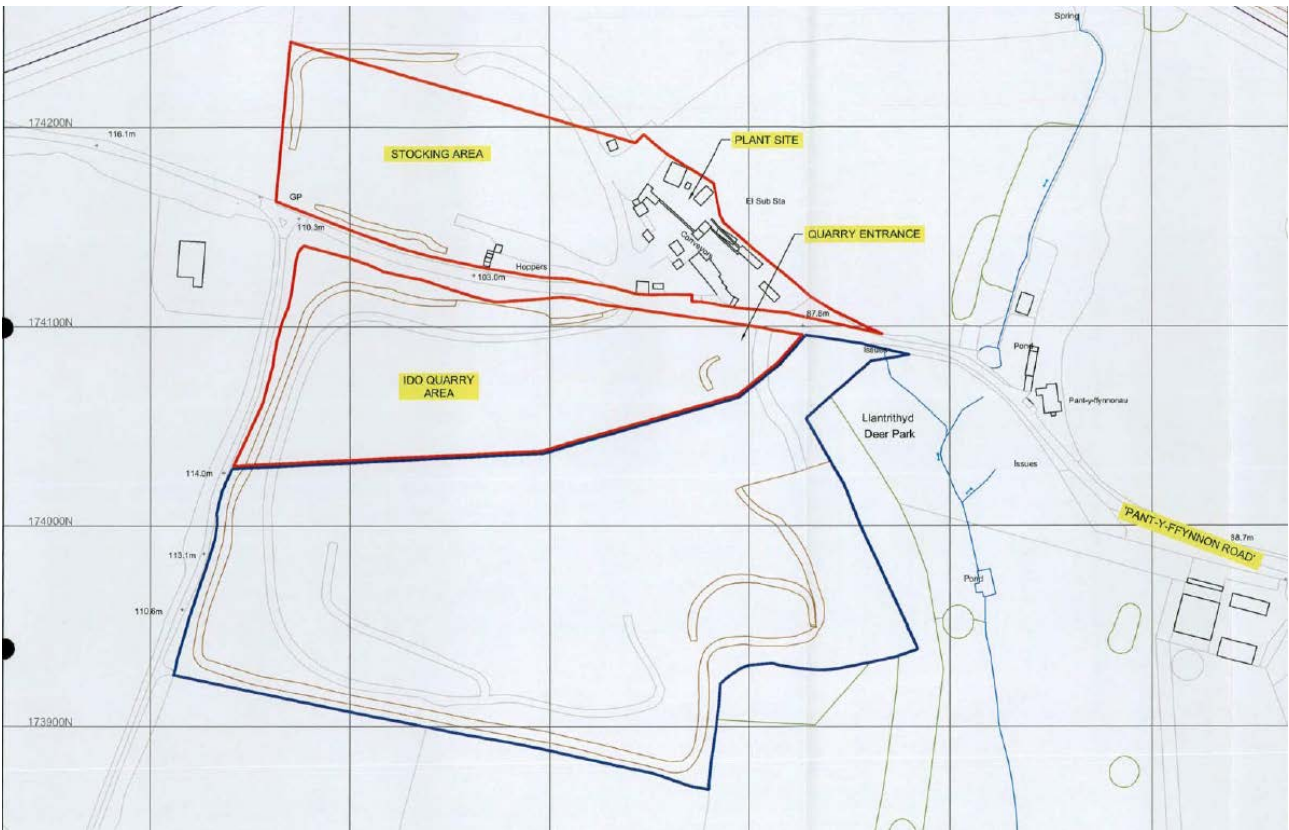 Spring
174200N
116.1m
STOCKING AREA
PLANT SITE
GP
El Sub Sta
110.3m
QUARRY ENTRANCE
Conveyors
Hoppers
103.0m
174100N
87.8m
Issues
Pond
IDO QUARRY
AREA
Pant-y-ffynnonau
Llantrithyd
Deer Park
114.0m
Issues
174000N
'PANT-Y-FFYNNON ROAD'
58.7m
113.1m
Pond
110.6m
173900N